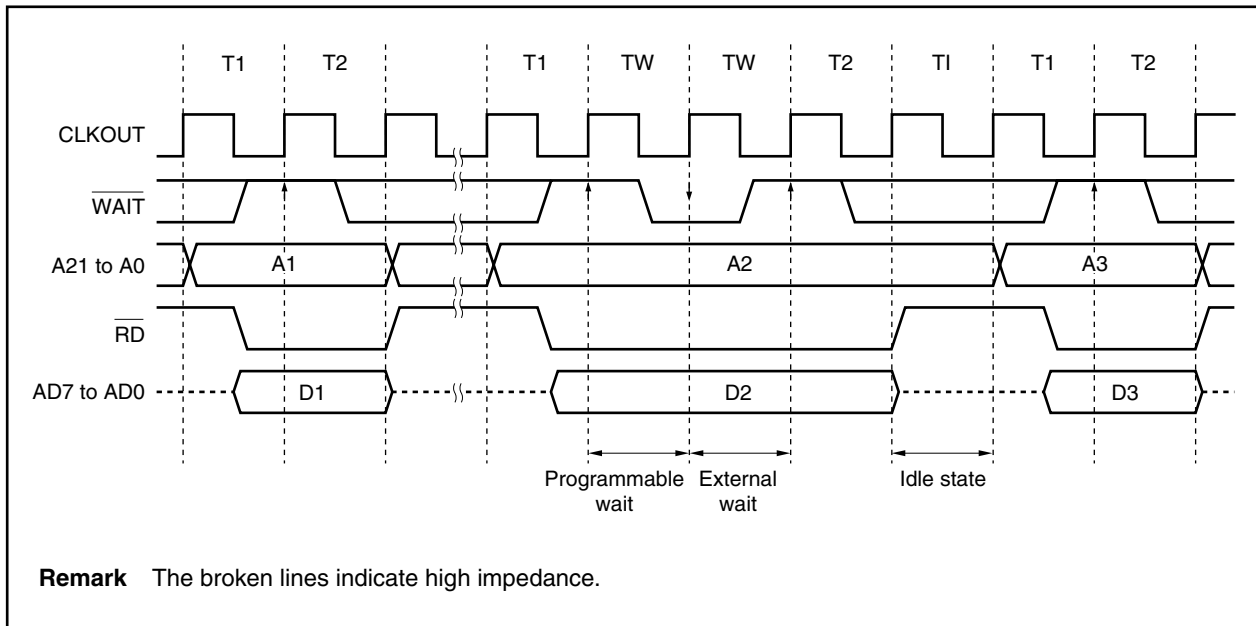 T1 T2 T1 TW TW T2 TI T1 T2
CLKOUT
WAIT
A21 to A0 A1 A2 A3
RD
AD7 to AD0 D1 D2 D3
Programmable wait
External wait
Idle state
Remark The broken lines indicate high impedance.